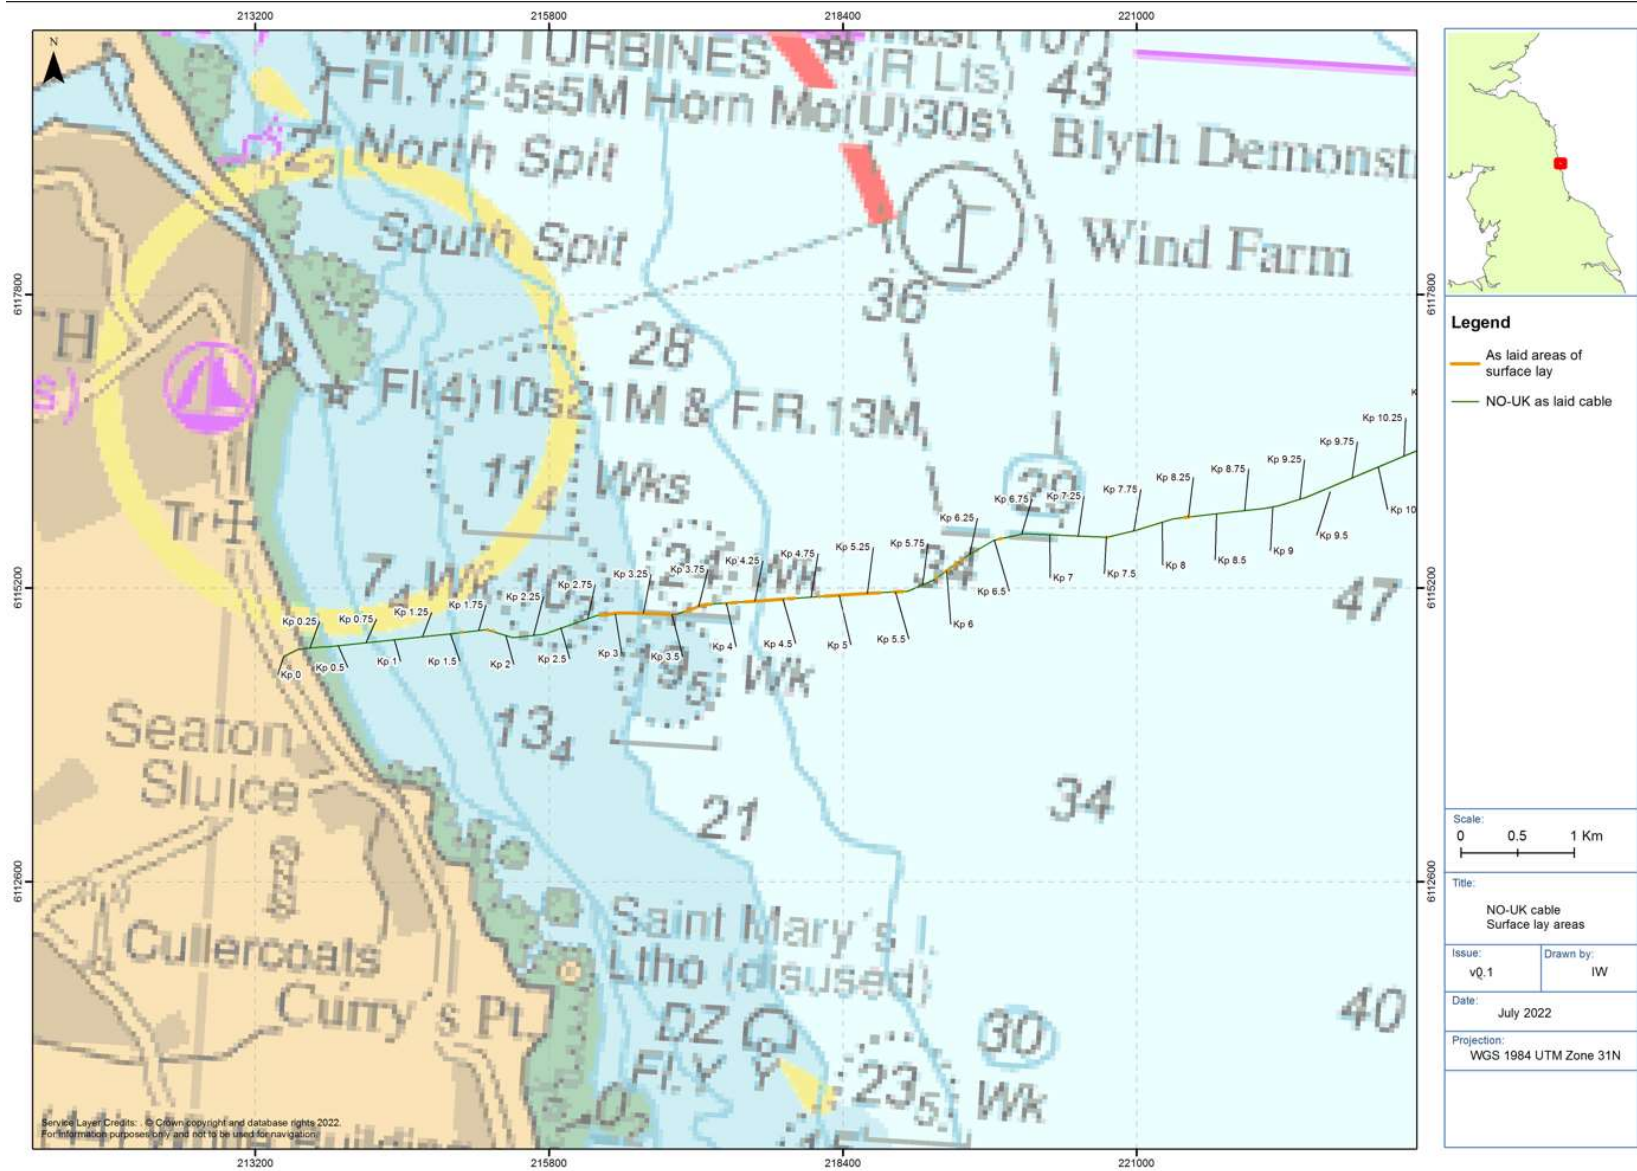 213200
215800
218400
221000
N
WIND TURBINES
(R Lts)
43
Fl.Y.2·5s5M Horn Mo(U)30s
Blyth Demonst
North Spit
South Spit
Wind Farm
6117800
6117800
36
28
H
s)
Fl(4)10s21M & F.R.13M
11₄
Wks
29
Tr
Kp 10.25
Kp 9.75
Kp 9.25
Kp 8.75
Kp 8.25
Kp 7.75
Kp 7.25
Kp 6.75
Kp 6.25
Kp 5.75
Kp 5.25
Kp 4.75
Kp 4.25
Kp 3.75
Kp 3.25
Kp 2.75
Kp 2.25
Kp 1.75
Kp 1.25
Kp 0.75
Kp 0.25
Kp 10
Kp 9.5
Kp 9
Kp 8.5
Kp 8
Kp 7.5
Kp 7
Kp 6.5
Kp 6
Kp 5.5
Kp 5
Kp 4.5
Kp 4
Kp 3.5
Kp 3
Kp 2.5
Kp 2
Kp 1.5
Kp 1
Kp 0.5
Kp 0
6115200
6115200
Wk
34
47
19₅
Wk
13₄
Seaton
Sluice
21
34
6112600
6112600
Saint Mary's I.
Ltho (disused)
Cullercoats
Curry's Pt.
DZ
Fl.Y
Y
30
40
23₅
Wk
Service Layer Credits: . © Crown copyright and database rights 2022.
For information purposes only and not to be used for navigation.
213200
215800
218400
221000
Legend
As laid areas of
surface lay
NO-UK as laid cable
Scale:
0 0.5 1 Km
Title:
NO-UK cable
Surface lay areas
Issue:
v0.1
Drawn by:
IW
Date:
July 2022
Projection:
WGS 1984 UTM Zone 31N